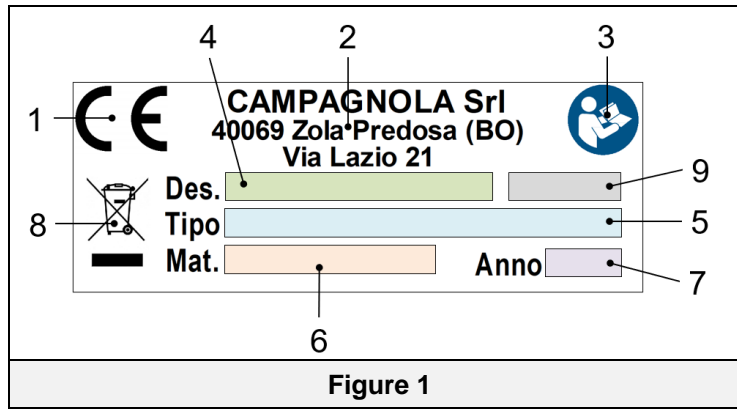 4 2 3
1 CE CAMPAGNOLA Srl
40069 Zola Predosa (BO)
Via Lazio 21
Des. 9
8 Tipo 5
Mat. Anno 7
6
Figure 1